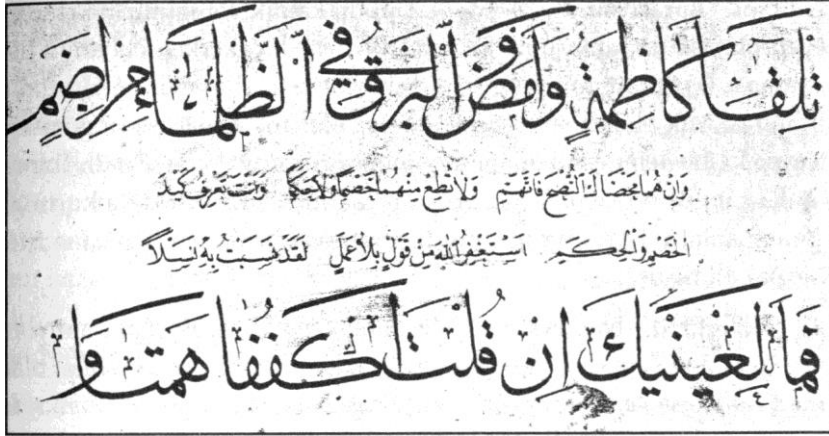 تلقاء كاظمة وأومض البرق في الظلماء من إضم
وإن هما محضاك النصح فاتهم ولا تطع منهما خصما ولا حكما وأنت تعرف كيد
الخصم والحكم استغفر الله من قول بلا عمل لقد نسبت به نسلاً
فما لعينيك إن قلت اكففا همتا و